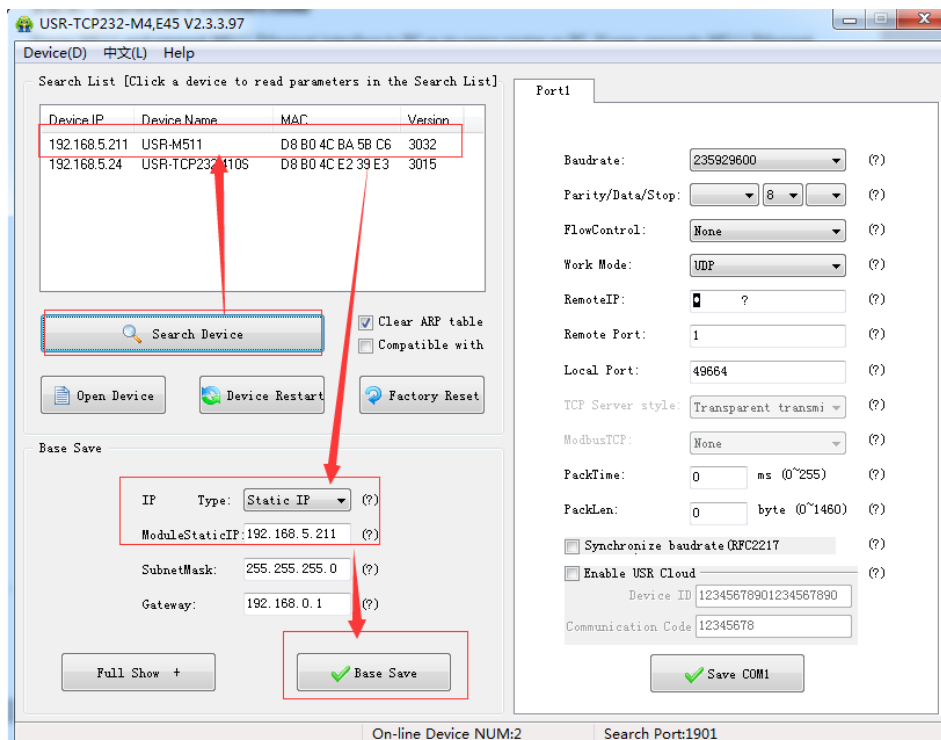 USR-TCP232-M4,E45 V2.3.3.97
Device(D) 中文(L) Help
Search List [Click a device to read parameters in the Search List]
Device IP Device Name MAC Version
192.168.5.211 USR-M511 D8 B0 4C BA 5B C6 3032
192.168.5.24 USR-TCP232-410S D8 B0 4C E2 39 E3 3015
Search Device
Clear ARP table
Compatible with
Open Device
Device Restart
Factory Reset
Base Save
IP Type: Static IP (?)
ModuleStaticIP: 192.168.5.211 (?)
SubnetMask: 255.255.255.0 (?)
Gateway: 192.168.0.1 (?)
Full Show +
Base Save
Port1
Baudrate: 235929600 (?)
Parity/Data/Stop: 8 (?)
FlowControl: None (?)
Work Mode: UDP (?)
RemoteIP: ? (?)
Remote Port: 1 (?)
Local Port: 49664 (?)
TCP Server style: Transparent transmi (?)
ModbusTCP: None (?)
PackTime: 0 ms (0~255) (?)
PackLen: 0 byte (0~1460) (?)
Synchronize baudrate(RFC2217 (?)
Enable USR Cloud (?)
Device ID 12345678901234567890
Communication Code 12345678
Save COM1
On-line Device NUM:2 Search Port:1901